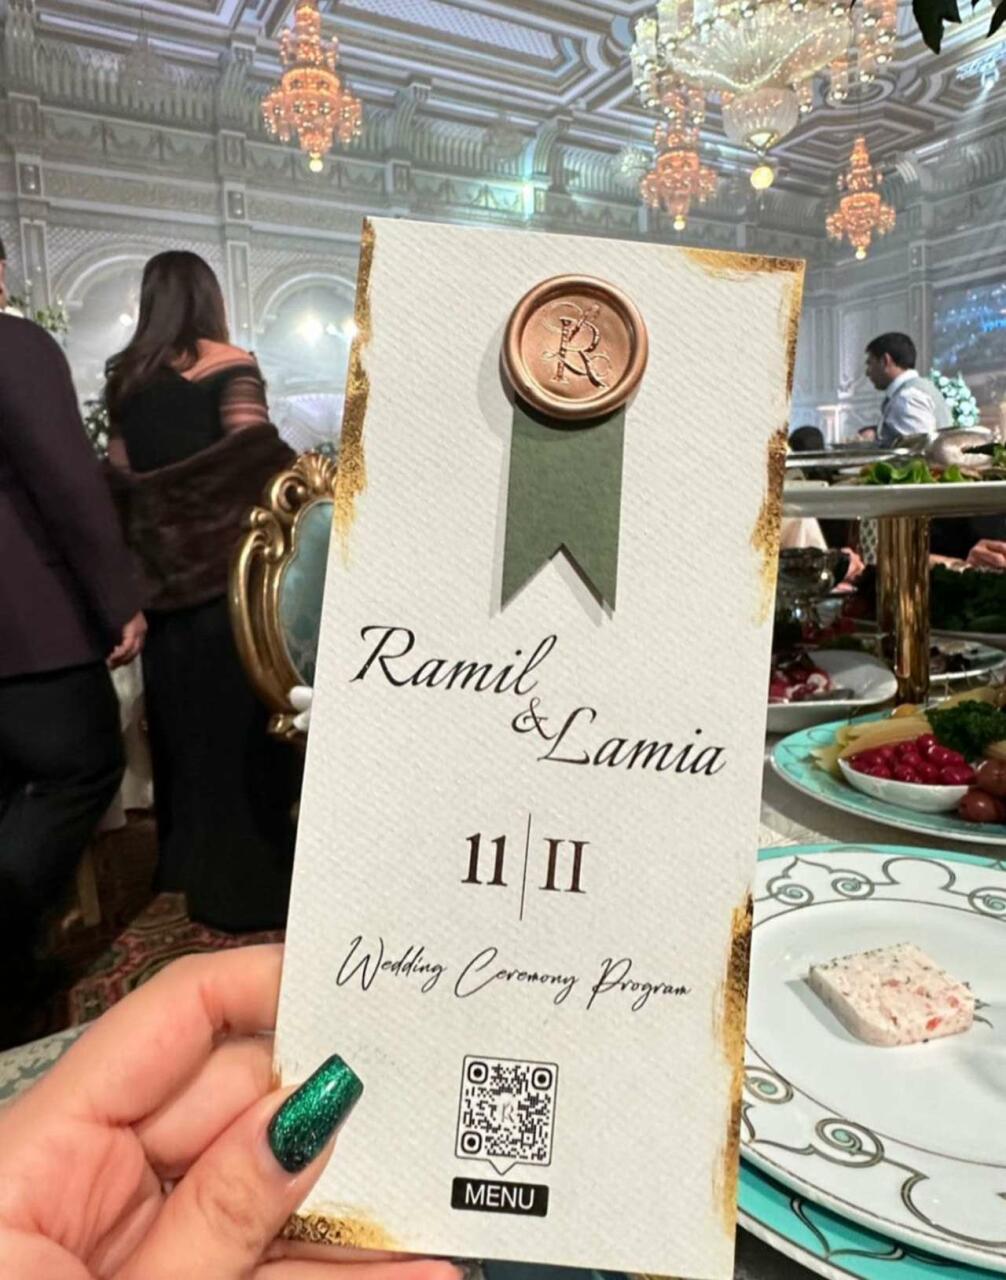 R
Ramil
&
Lamia
11 | II
Wedding Ceremony Program
MENU